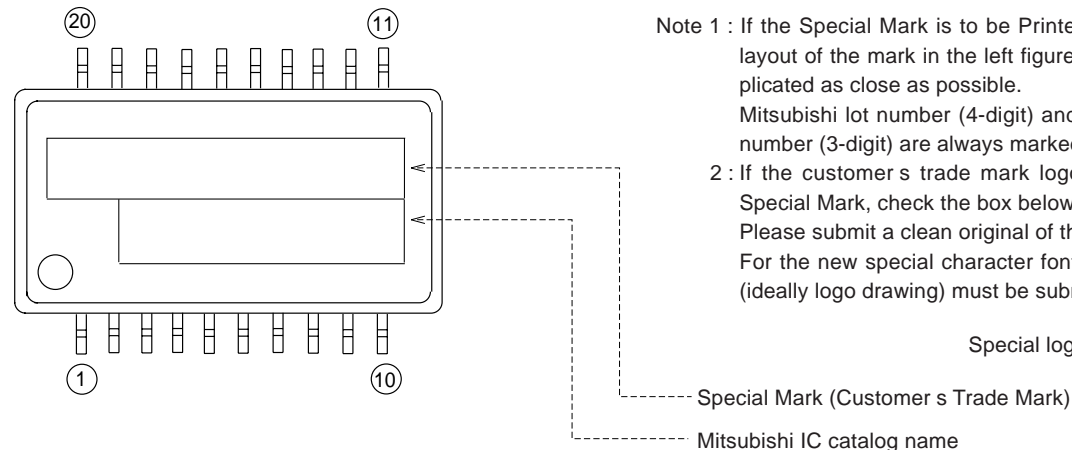 20
11
1
10
Note 1 : If the Special Mark is to be Printe
layout of the mark in the left figure
plicated as close as possible.
Mitsubishi lot number (4-digit) and
number (3-digit) are always marked
2 : If the customer s trade mark logo
Special Mark, check the box below
Please submit a clean original of th
For the new special character font
(ideally logo drawing) must be subm
Special log
Special Mark (Customer s Trade Mark)
Mitsubishi IC catalog name